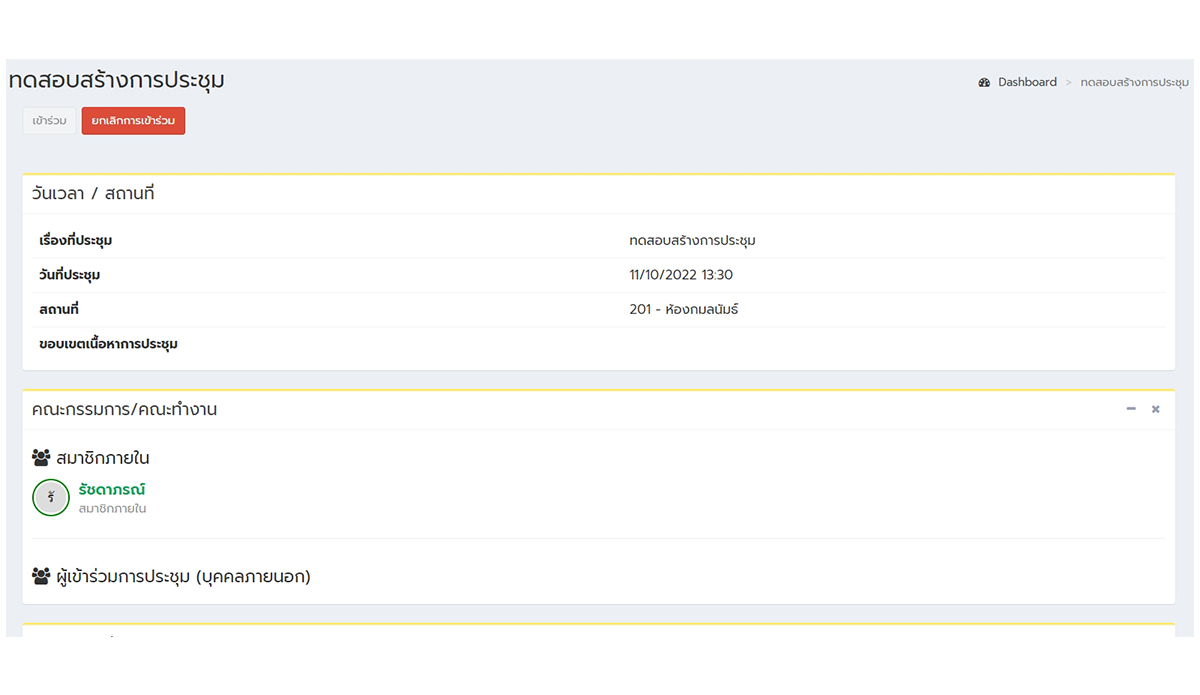 ทดสอบสร้างการประชุม
Dashboard > ทดสอบสร้างการประชุม
เข้าร่วม ยกเลิกการเข้าร่วม
วันเวลา / สถานที่
เรื่องที่ประชุม ทดสอบสร้างการประชุม
วันที่ประชุม 11/10/2022 13:30
สถานที่ 201 - ห้องกมลนัมธ์
ขอบเขตเนื้อหาการประชุม
คณะกรรมการ/คณะทำงาน
สมาชิกภายใน
รั รัชดาภรณ์
สมาชิกภายใน
ผู้เข้าร่วมการประชุม (บุคคลภายนอก)